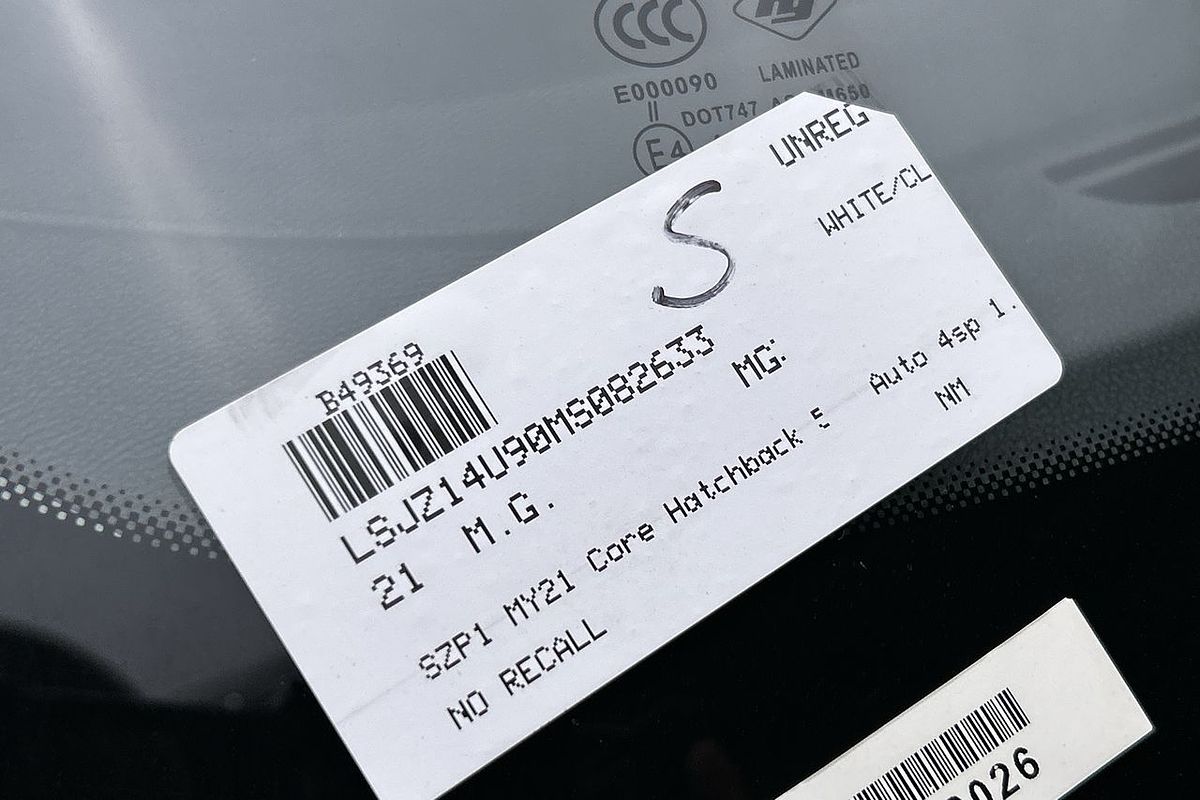 CCC
E000090
LAMINATED
DOT747
M650
E4
UNREG
S
WHITE/CL
B49369
LSJZ14U90MS082633
21 M.G. MG:
SZP1 MY21 Core Hatchback 5 Auto 4sp 1.
NO RECALL NM
026